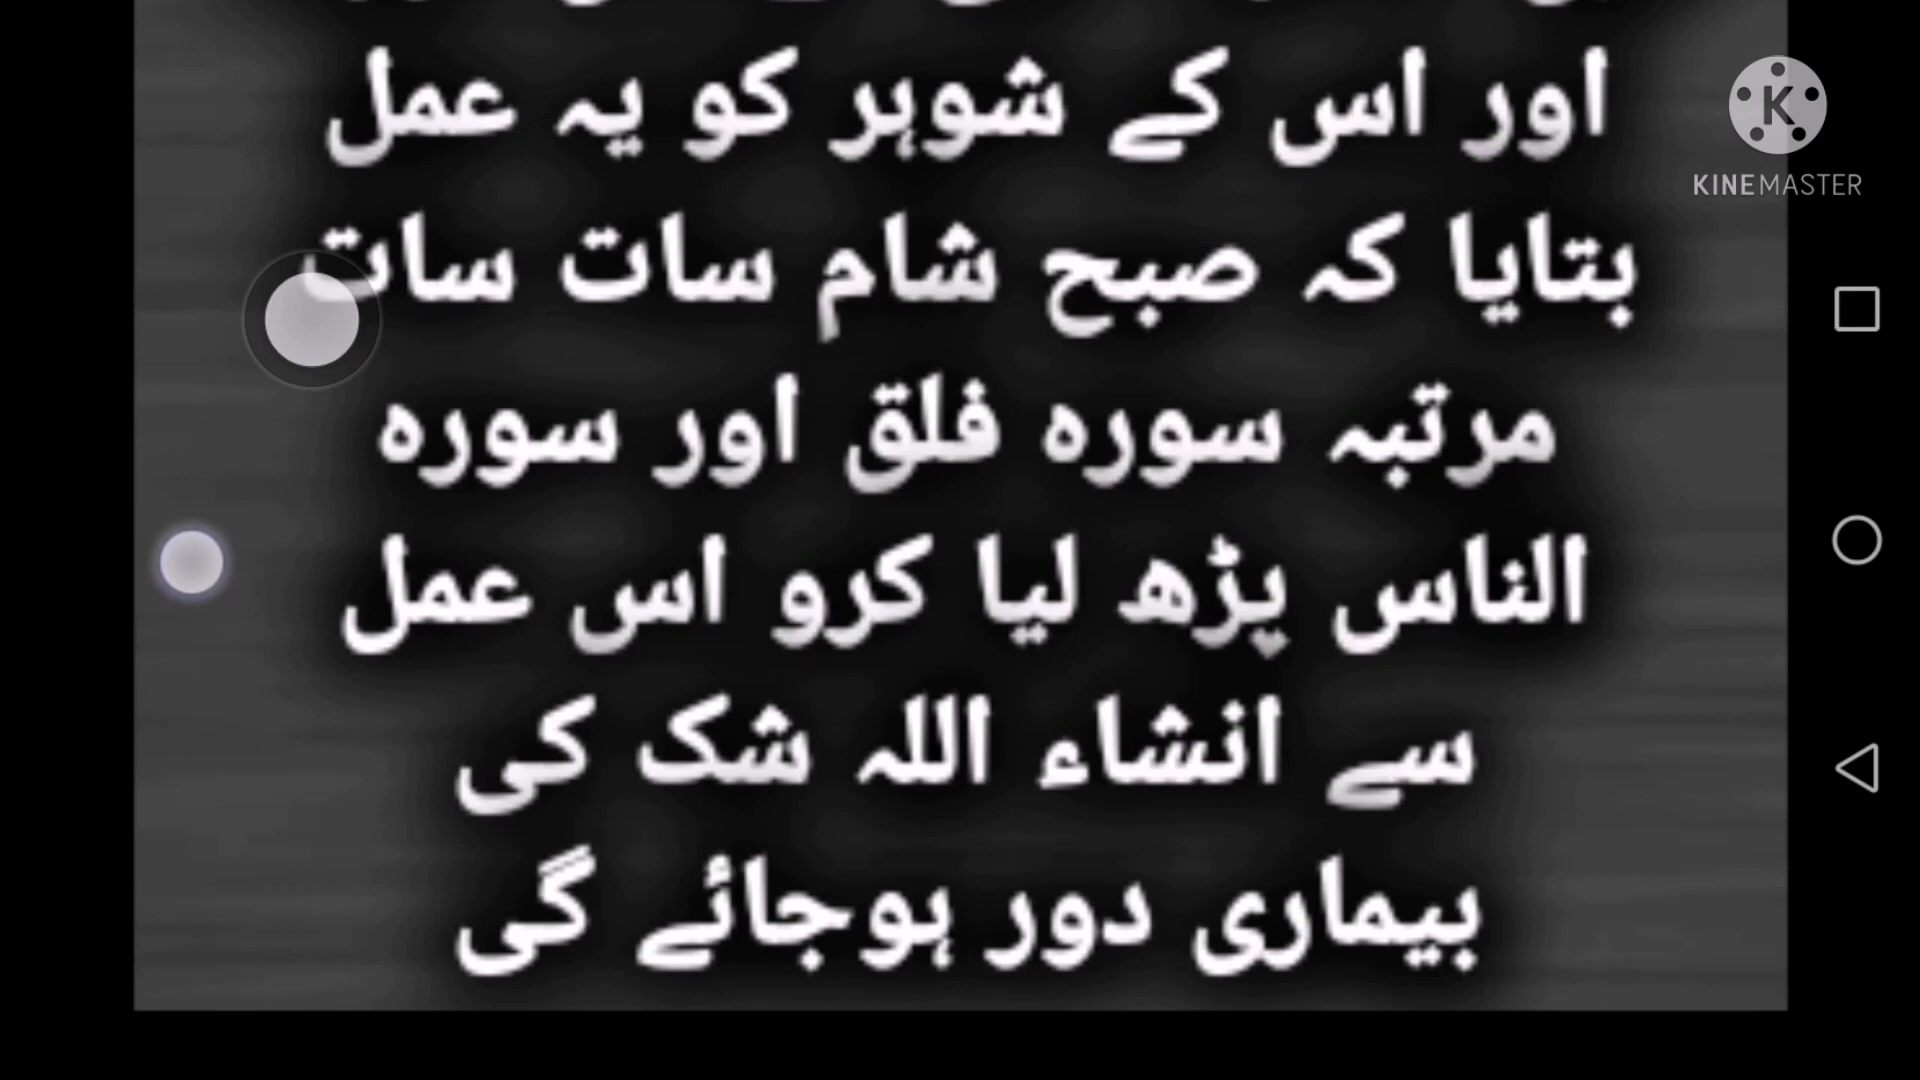 اور اس کے شوہر کو یہ عمل
بتایا کہ صبح شام سات سات
مرتبہ سورہ فلق اور سورہ
الناس پڑھ لیا کرو اس عمل
سے انشاء اللہ شک کی
بیماری دور ہوجائے گی
K
KINEMASTER